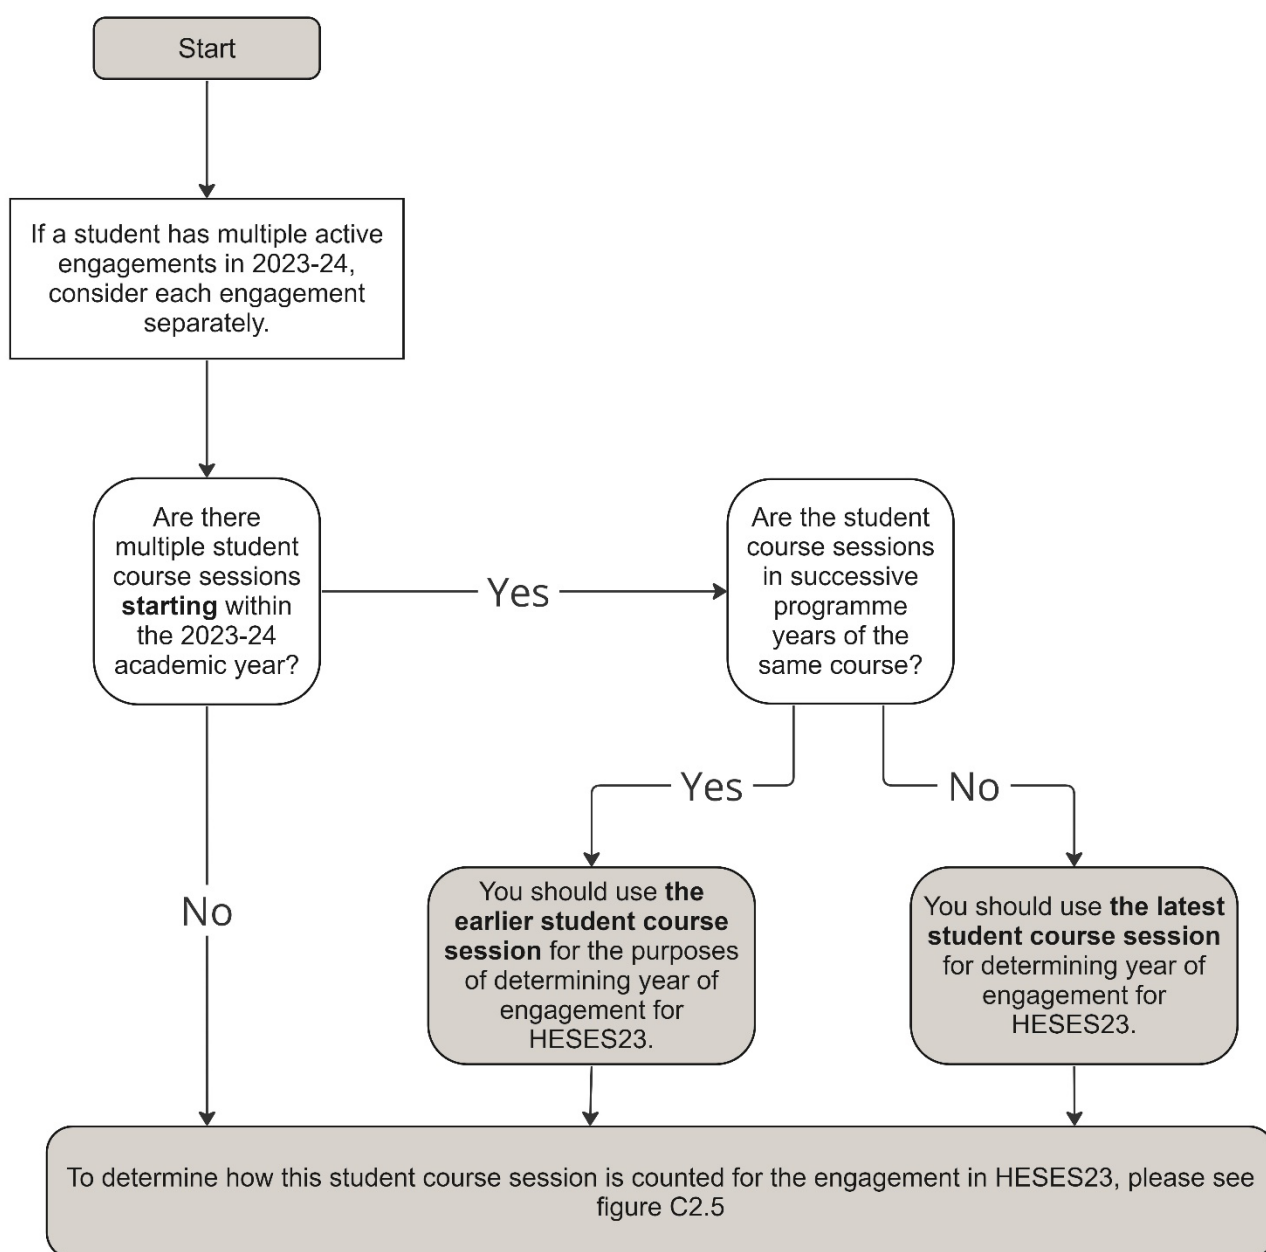 Start
If a student has multiple active
engagements in 2023-24,
consider each engagement
separately.
Are there
multiple student
course sessions
starting within
the 2023-24
academic year?
Yes
Are the student
course sessions
in successive
programme
years of the
same course?
Yes
No
No
You should use the
earlier student course
session for the purposes
of determining year of
engagement for
HESES23.
You should use the latest
student course session
for determining year of
engagement for
HESES23.
To determine how this student course session is counted for the engagement in HESES23, please see
figure C2.5